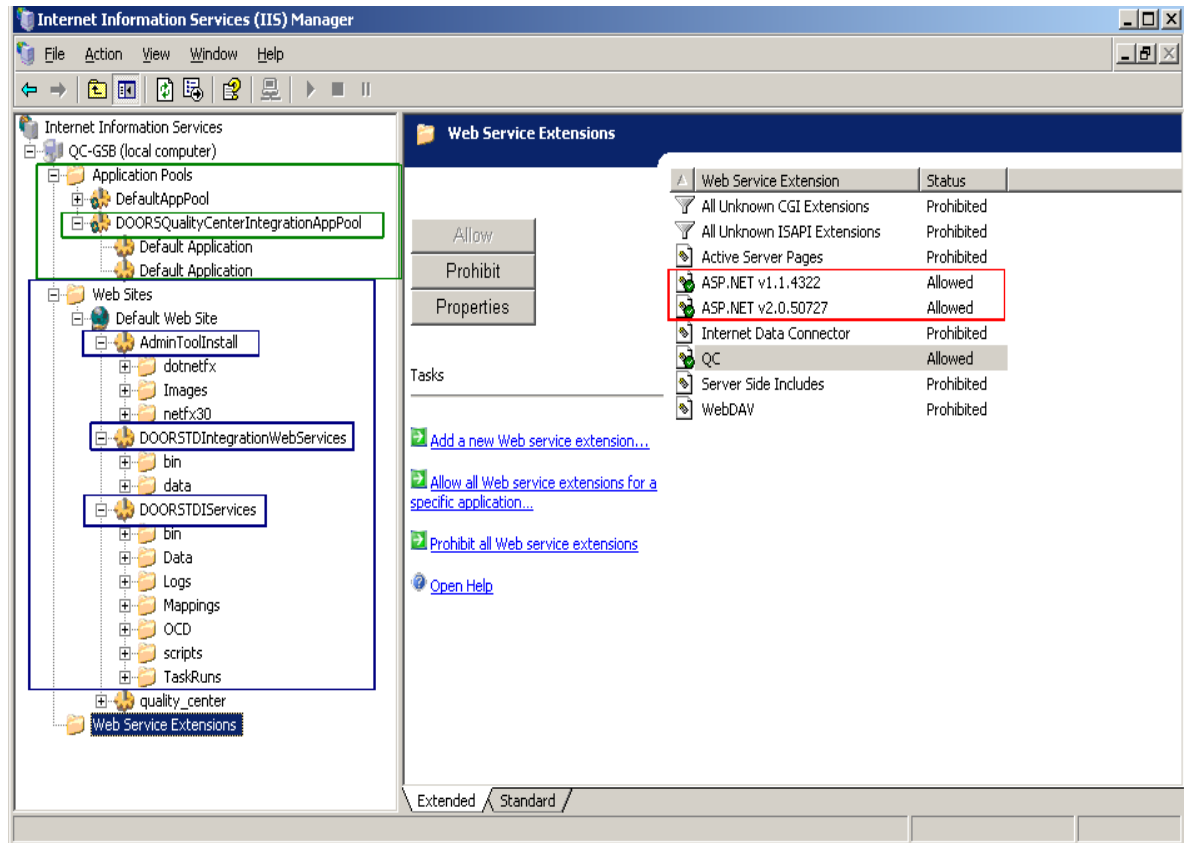 Internet Information Services (IIS) Manager
File Action View Window Help
Internet Information Services
QC-GSB (local computer)
Application Pools
DefaultAppPool
DOORSQualityCenterIntegrationAppPool
Default Application
Default Application
Web Sites
Default Web Site
AdminToolInstall
dotnetfx
Images
netfx30
DOORSTDIntegrationWebServices
bin
data
DOORSTDIServices
bin
Data
Logs
Mappings
OCD
scripts
TaskRuns
quality_center
Web Service Extensions
Web Service Extensions
Allow
Prohibit
Properties
Tasks
Add a new Web service extension...
Allow all Web service extensions for a
specific application...
Prohibit all Web service extensions
Open Help
Web Service Extension Status
All Unknown CGI Extensions Prohibited
All Unknown ISAPI Extensions Prohibited
Active Server Pages Prohibited
ASP.NET v1.1.4322 Allowed
ASP.NET v2.0.50727 Allowed
Internet Data Connector Prohibited
QC Allowed
Server Side Includes Prohibited
WebDAV Prohibited
Extended Standard